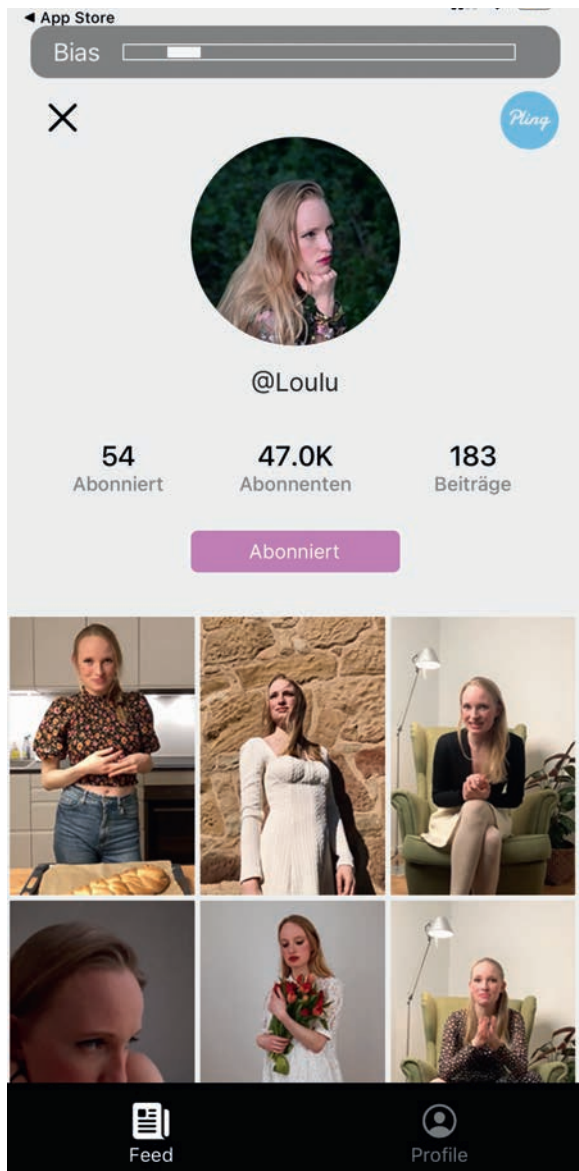 ◀ App Store
Bias
Pling
@Loulu
54 47.0K 183
Abonniert Abonnenten Beiträge
Abonniert
Feed Profile